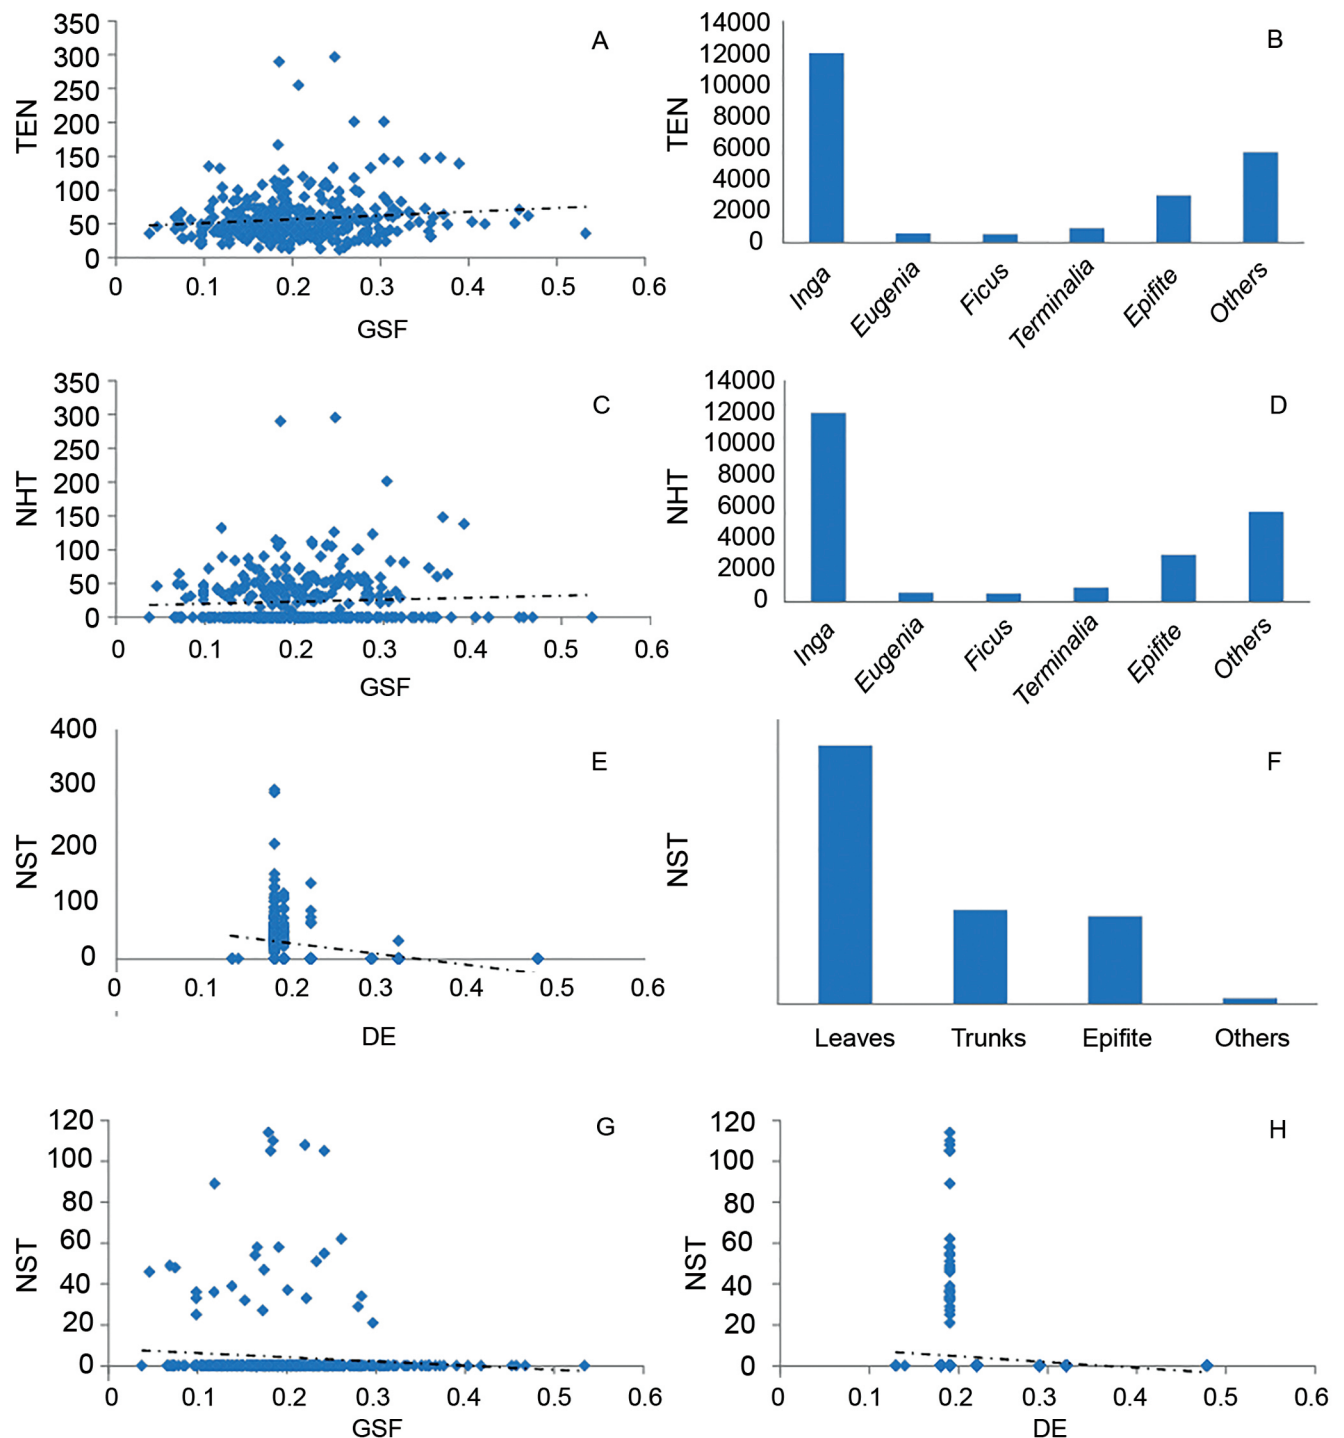 A
TEN
350
300
250
200
150
100
50
0
0 0.1 0.2 0.3 0.4 0.5 0.6
GSF
B
TEN
14000
12000
10000
8000
6000
4000
2000
0
Inga Eugenia Ficus Terminalia Epifite Others
C
NHT
350
300
250
200
150
100
50
0
0 0.1 0.2 0.3 0.4 0.5 0.6
GSF
D
NHT
14000
12000
10000
8000
6000
4000
2000
0
Inga Eugenia Ficus Terminalia Epifite Others
E
NST
400
300
200
100
0
0 0.1 0.2 0.3 0.4 0.5 0.6
DE
F
NST
Leaves Trunks Epifite Others
G
NST
120
100
80
60
40
20
0
0 0.1 0.2 0.3 0.4 0.5 0.6
GSF
H
NST
120
100
80
60
40
20
0
0 0.1 0.2 0.3 0.4 0.5 0.6
DE